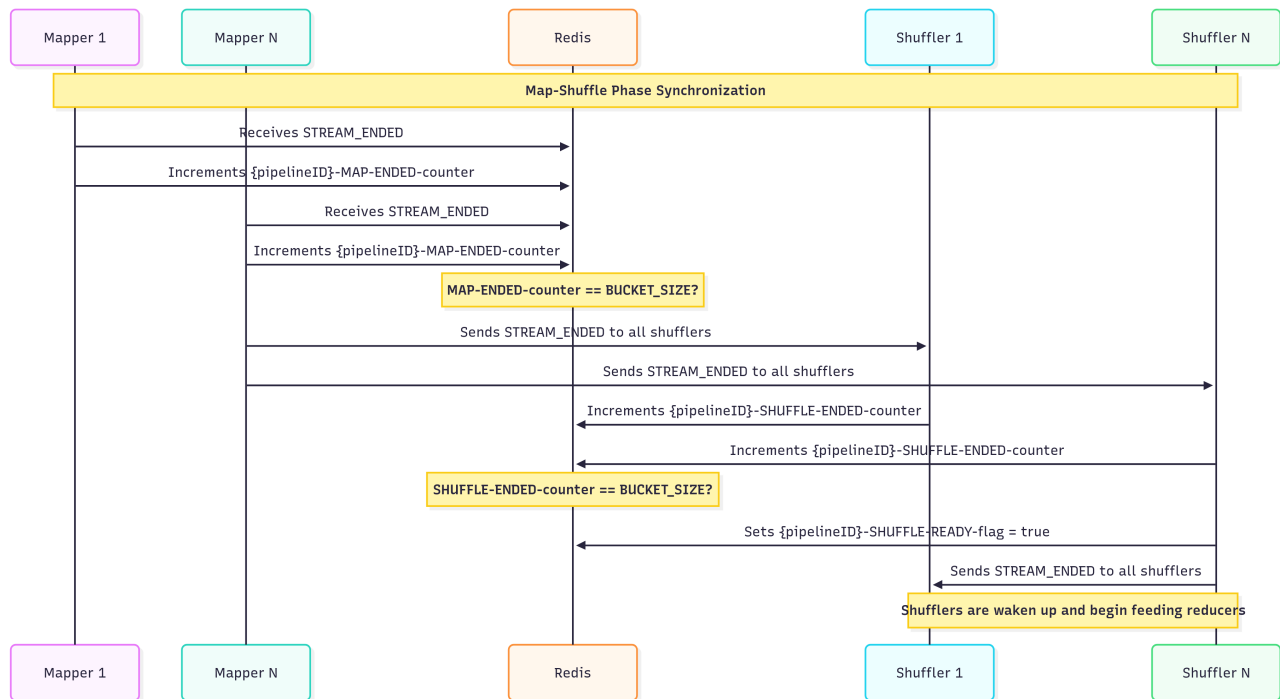 Mapper 1
Mapper N
Redis
Shuffler 1
Shuffler N
Map-Shuffle Phase Synchronization
Receives STREAM_ENDED
Increments {pipelineID}-MAP-ENDED-counter
Receives STREAM_ENDED
Increments {pipelineID}-MAP-ENDED-counter
MAP-ENDED-counter == BUCKET_SIZE?
Sends STREAM_ENDED to all shufflers
Sends STREAM_ENDED to all shufflers
Increments {pipelineID}-SHUFFLE-ENDED-counter
Increments {pipelineID}-SHUFFLE-ENDED-counter
SHUFFLE-ENDED-counter == BUCKET_SIZE?
Sets {pipelineID}-SHUFFLE-READY-flag = true
Sends STREAM_ENDED to all shufflers
Shufflers are waken up and begin feeding reducers
Mapper 1
Mapper N
Redis
Shuffler 1
Shuffler N